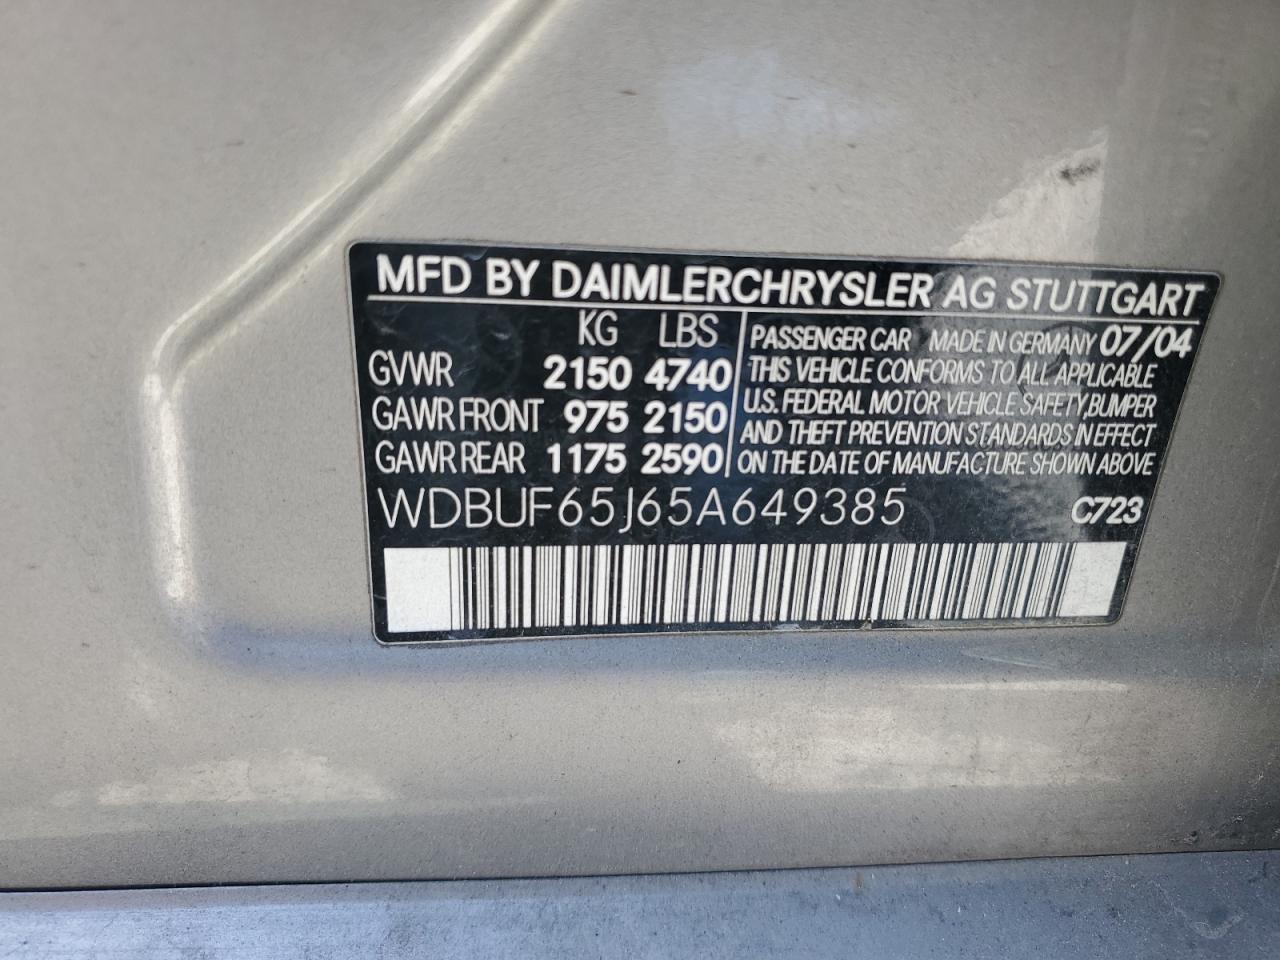 MFD BY DAIMLERCHRYSLER AG STUTTGART
KG LBS
GVWR 2150 4740
GAWR FRONT 975 2150
GAWR REAR 1175 2590
PASSENGER CAR MADE IN GERMANY 07/04
THIS VEHICLE CONFORMS TO ALL APPLICABLE
U.S. FEDERAL MOTOR VEHICLE SAFETY,BUMPER
AND THEFT PREVENTION STANDARDS IN EFFECT
ON THE DATE OF MANUFACTURE SHOWN ABOVE
WDBUF65J65A649385 C723